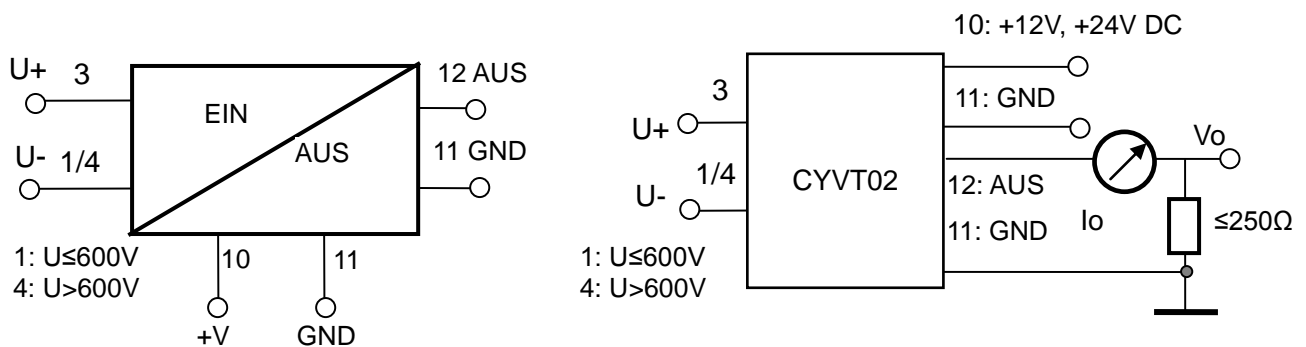 U+
3
12 AUS
EIN
U-
1/4
AUS
11 GND
1: U≤600V
4: U>600V
10
11
+V
GND
10: +12V, +24V DC
3
11: GND
U+
Vo
1/4
CYVT02
12: AUS
U-
Io
≤250Ω
11: GND
1: U≤600V
4: U>600V